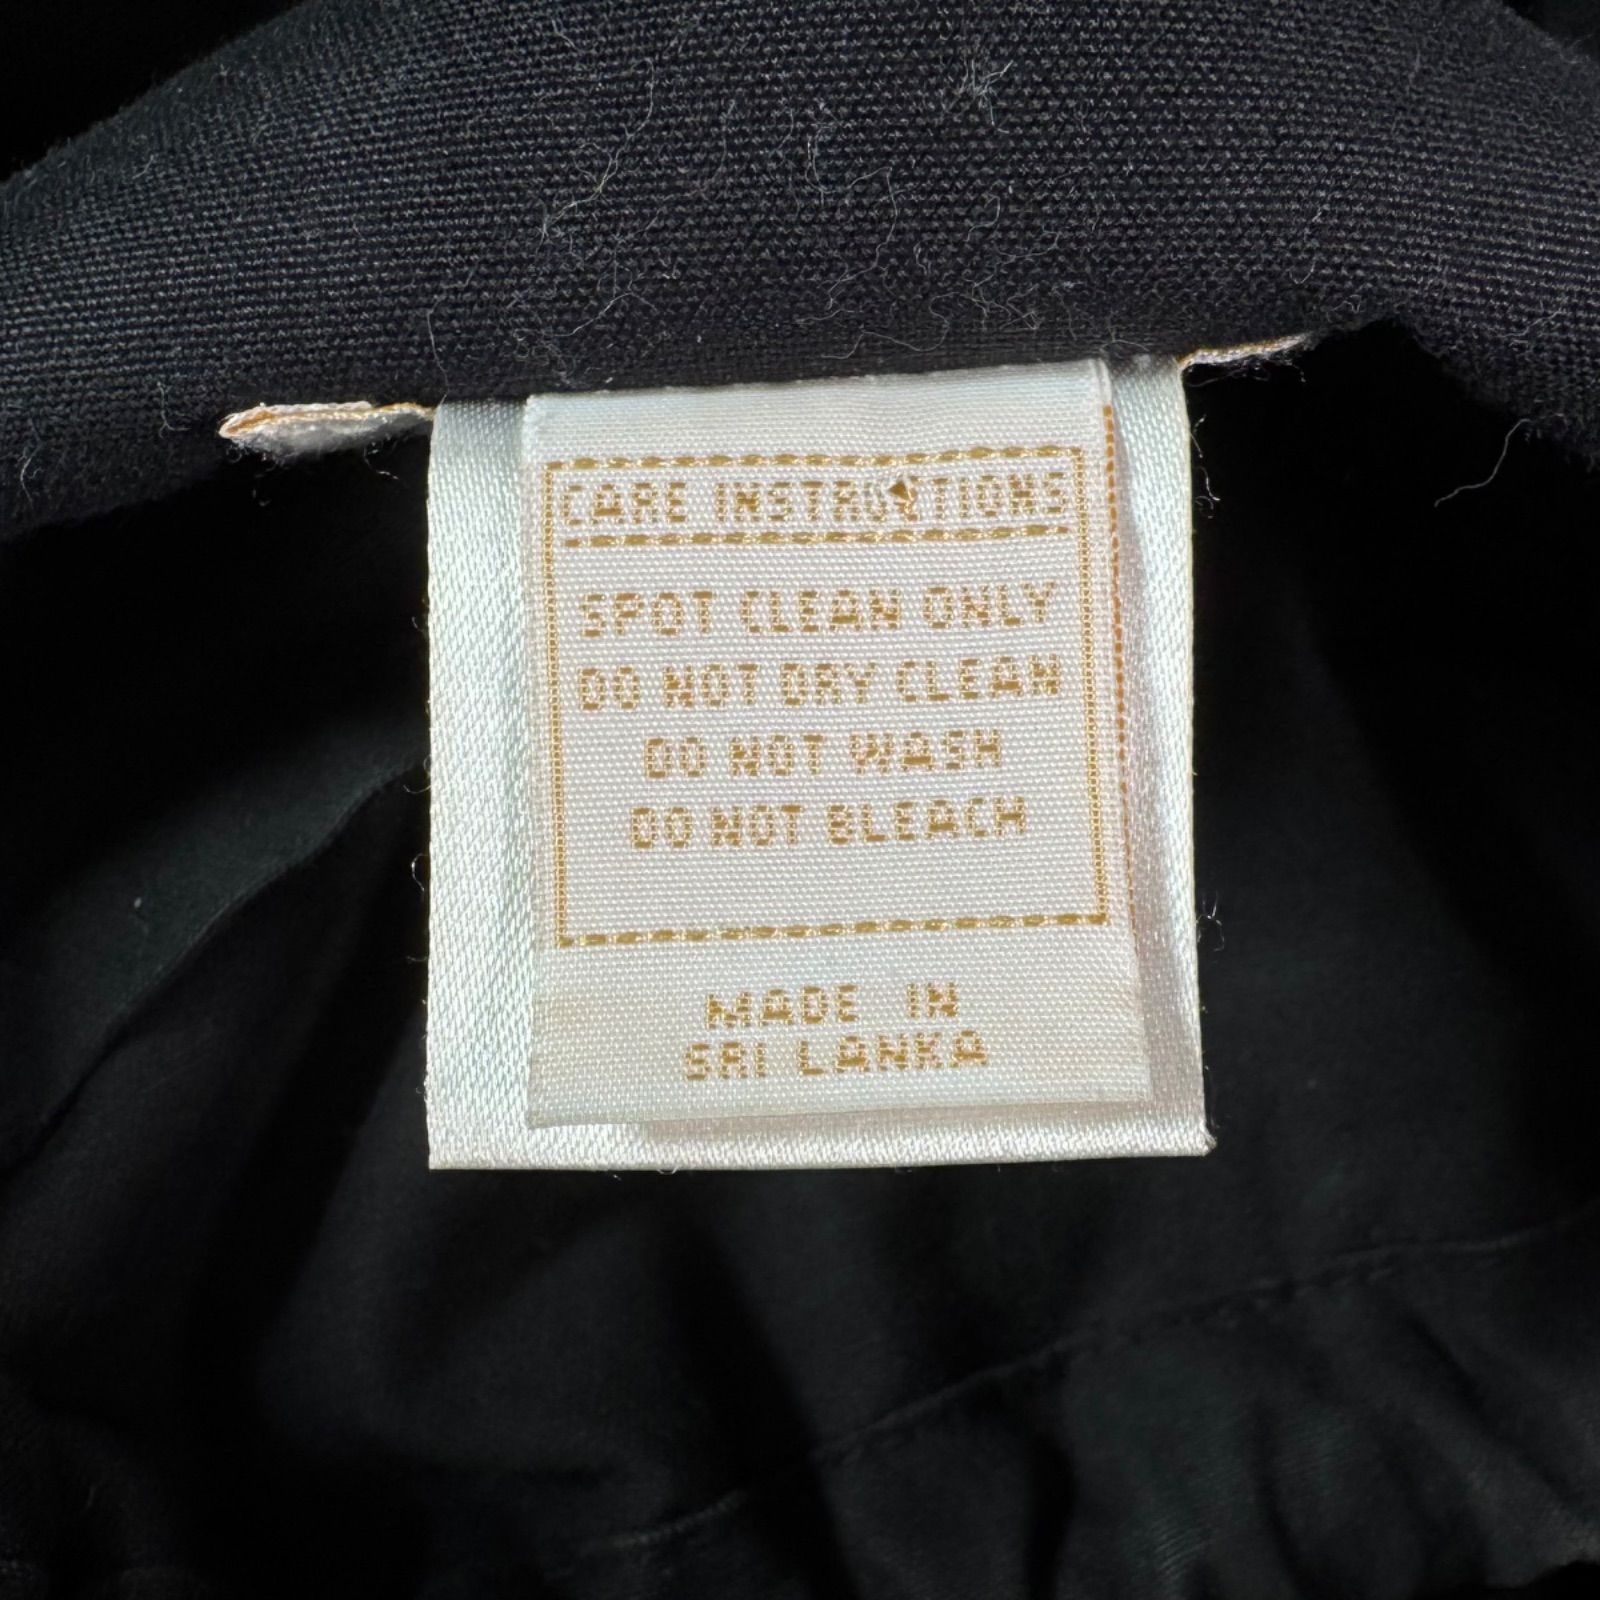 CARE INSTRUCTIONS
SPOT CLEAN ONLY
DO NOT DRY CLEAN
DO NOT WASH
DO NOT BLEACH
MADE IN
SRI LANKA